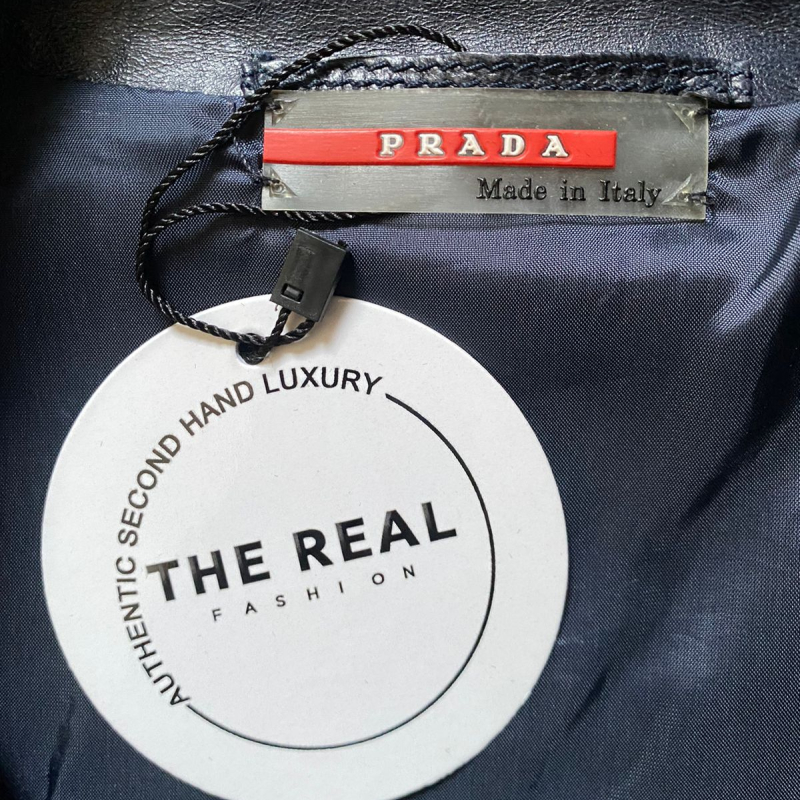 PRADA
Made in Italy
AUTHENTIC SECOND HAND LUXURY
THE REAL
FASHION